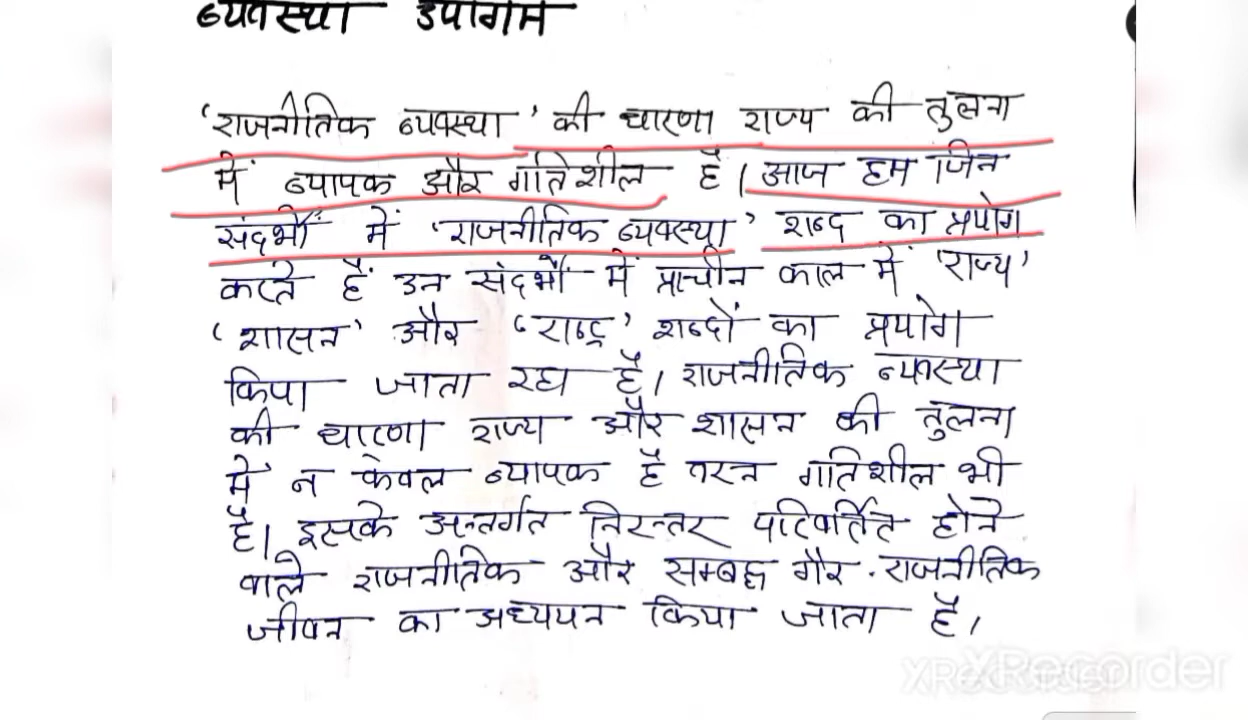 व्यवस्था उपागम
'राजनीतिक व्यवस्था' की धारणा राज्य की तुलना
में व्यापक और गतिशील है। आज हम जिन
संदर्भों में 'राजनीतिक व्यवस्था' शब्द का प्रयोग
करते हैं उन संदर्भों में प्राचीन काल में 'राज्य'
'शासन' और 'राष्ट्र' शब्दों का प्रयोग
किया जाता रहा है। राजनीतिक व्यवस्था
की धारणा राज्य और शासन की तुलना
में न केवल व्यापक है वरन गतिशील भी
है। इसके अन्तर्गत निरन्तर परिवर्तित होने
वाले राजनीतिक और सम्बद्ध गैर-राजनीतिक
जीवन का अध्ययन किया जाता है।
XRecorder